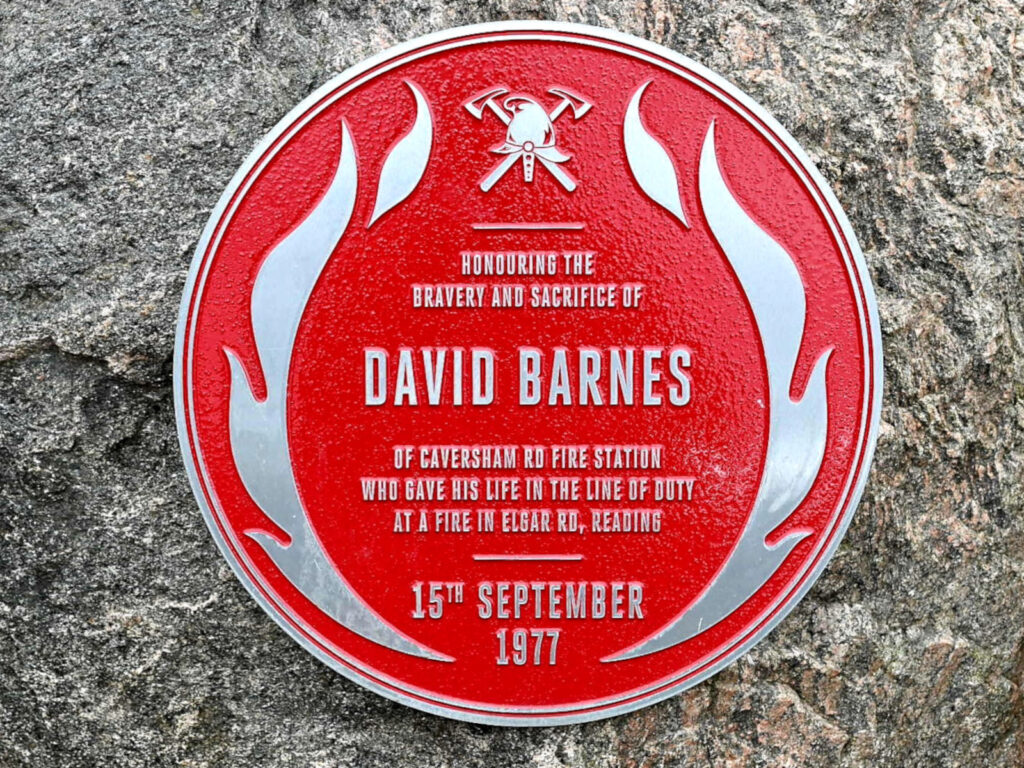 HONOURING THE
BRAVERY AND SACRIFICE OF
DAVID BARNES
OF CAVERSHAM RD FIRE STATION
WHO GAVE HIS LIFE IN THE LINE OF DUTY
AT A FIRE IN ELGAR RD, READING
15TH SEPTEMBER
1977